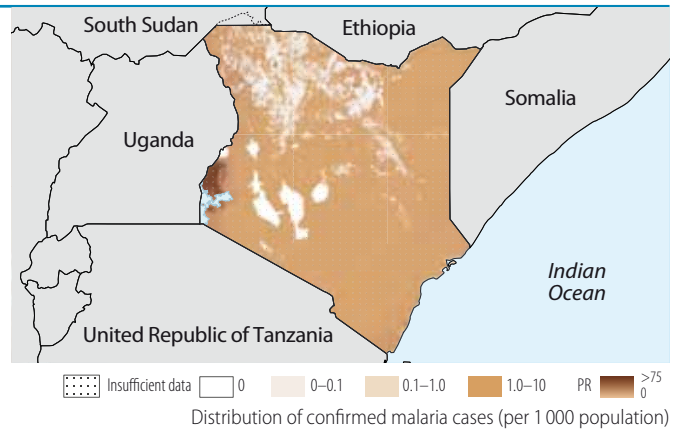 South Sudan
Ethiopia
Somalia
Uganda
Indian
Ocean
United Republic of Tanzania
Insufficient data 0 0–0.1 0.1–1.0 1.0–10 PR >75
0
Distribution of confirmed malaria cases (per 1 000 population)